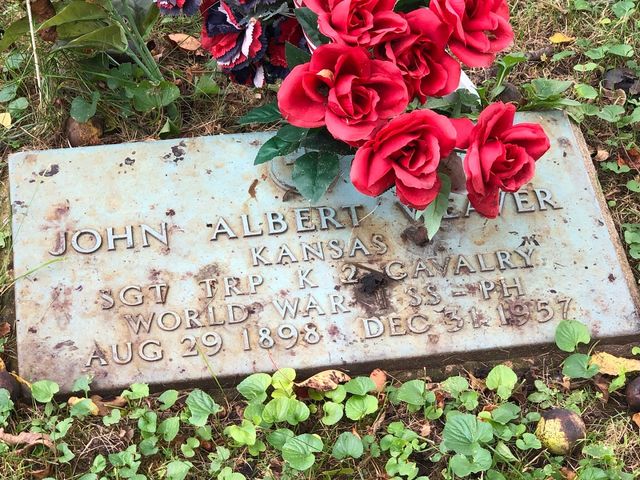 JOHN ALBERT WEAVER
KANSAS
SGT TRP K 2 CAVALRY
WORLD WAR I SS – PH
AUG 29 1898 DEC 31 1957